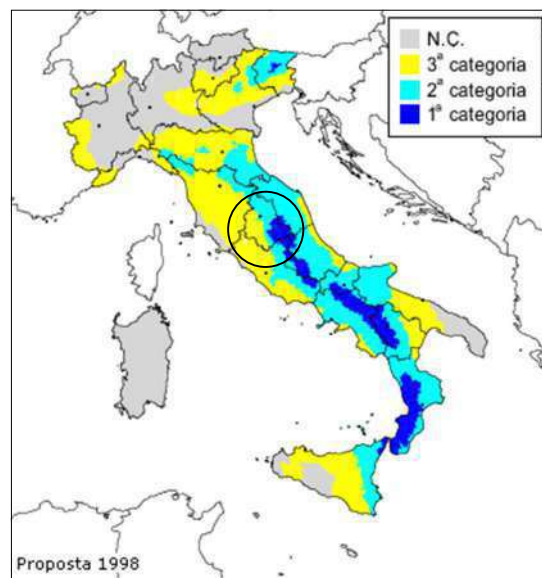 N.C.
3ª categoria
2ª categoria
1ª categoria
Proposta 1998